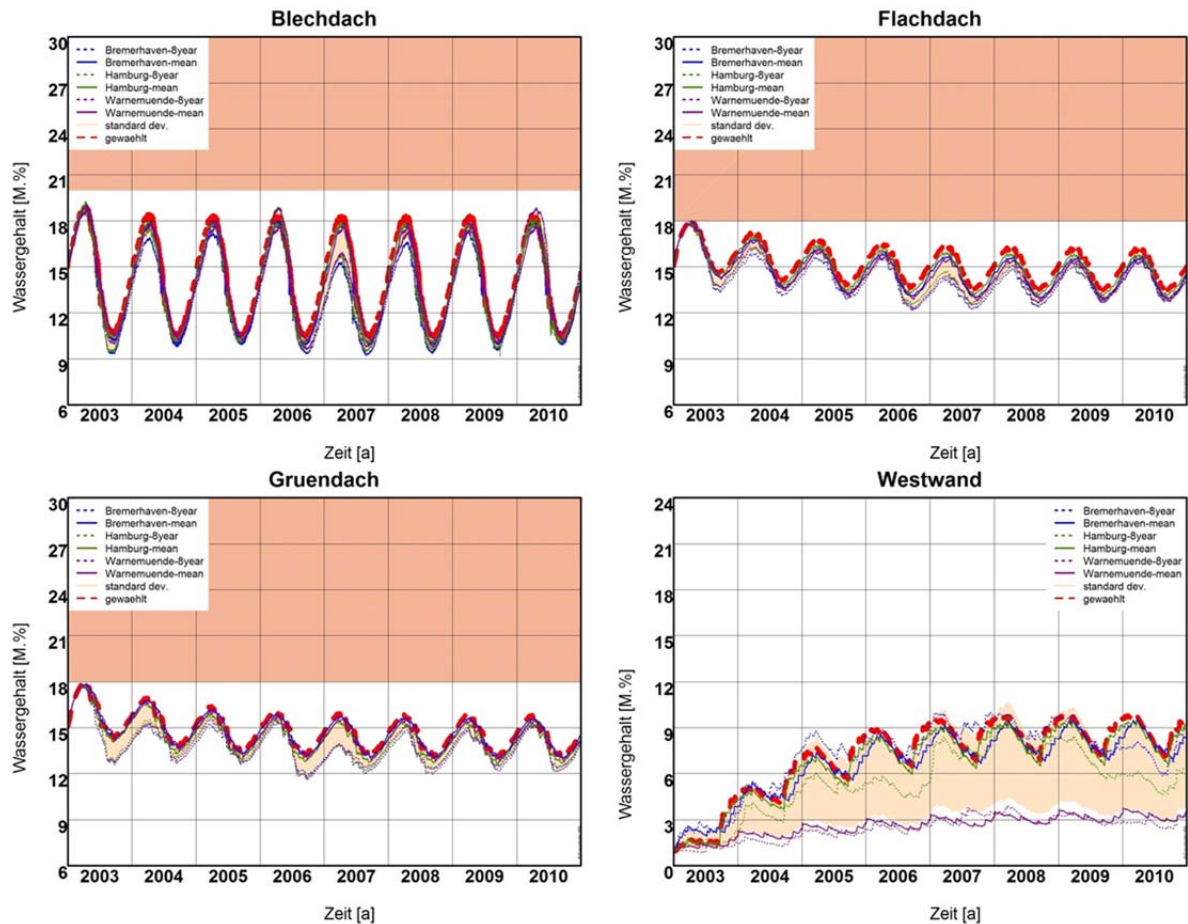 Blechdach
30
27
24
21
18
15
12
9
6
Wassergehalt [M.%]
Bremerhaven-8year
Bremerhaven-mean
Hamburg-8year
Hamburg-mean
Warnemuende-8year
Warnemuende-mean
standard dev.
gewaehlt
2003 2004 2005 2006 2007 2008 2009 2010
Zeit [a]
Flachdach
30
27
24
21
18
15
12
9
6
Wassergehalt [M.%]
Bremerhaven-8year
Bremerhaven-mean
Hamburg-8year
Hamburg-mean
Warnemuende-8year
Warnemuende-mean
standard dev.
gewaehlt
2003 2004 2005 2006 2007 2008 2009 2010
Zeit [a]
Gruendach
30
27
24
21
18
15
12
9
6
Wassergehalt [M.%]
Bremerhaven-8year
Bremerhaven-mean
Hamburg-8year
Hamburg-mean
Warnemuende-8year
Warnemuende-mean
standard dev.
gewaehlt
2003 2004 2005 2006 2007 2008 2009 2010
Zeit [a]
Westwand
24
21
18
15
12
9
6
3
0
Wassergehalt [M.%]
Bremerhaven-8year
Bremerhaven-mean
Hamburg-8year
Hamburg-mean
Warnemuende-8year
Warnemuende-mean
standard dev.
gewaehlt
2003 2004 2005 2006 2007 2008 2009 2010
Zeit [a]